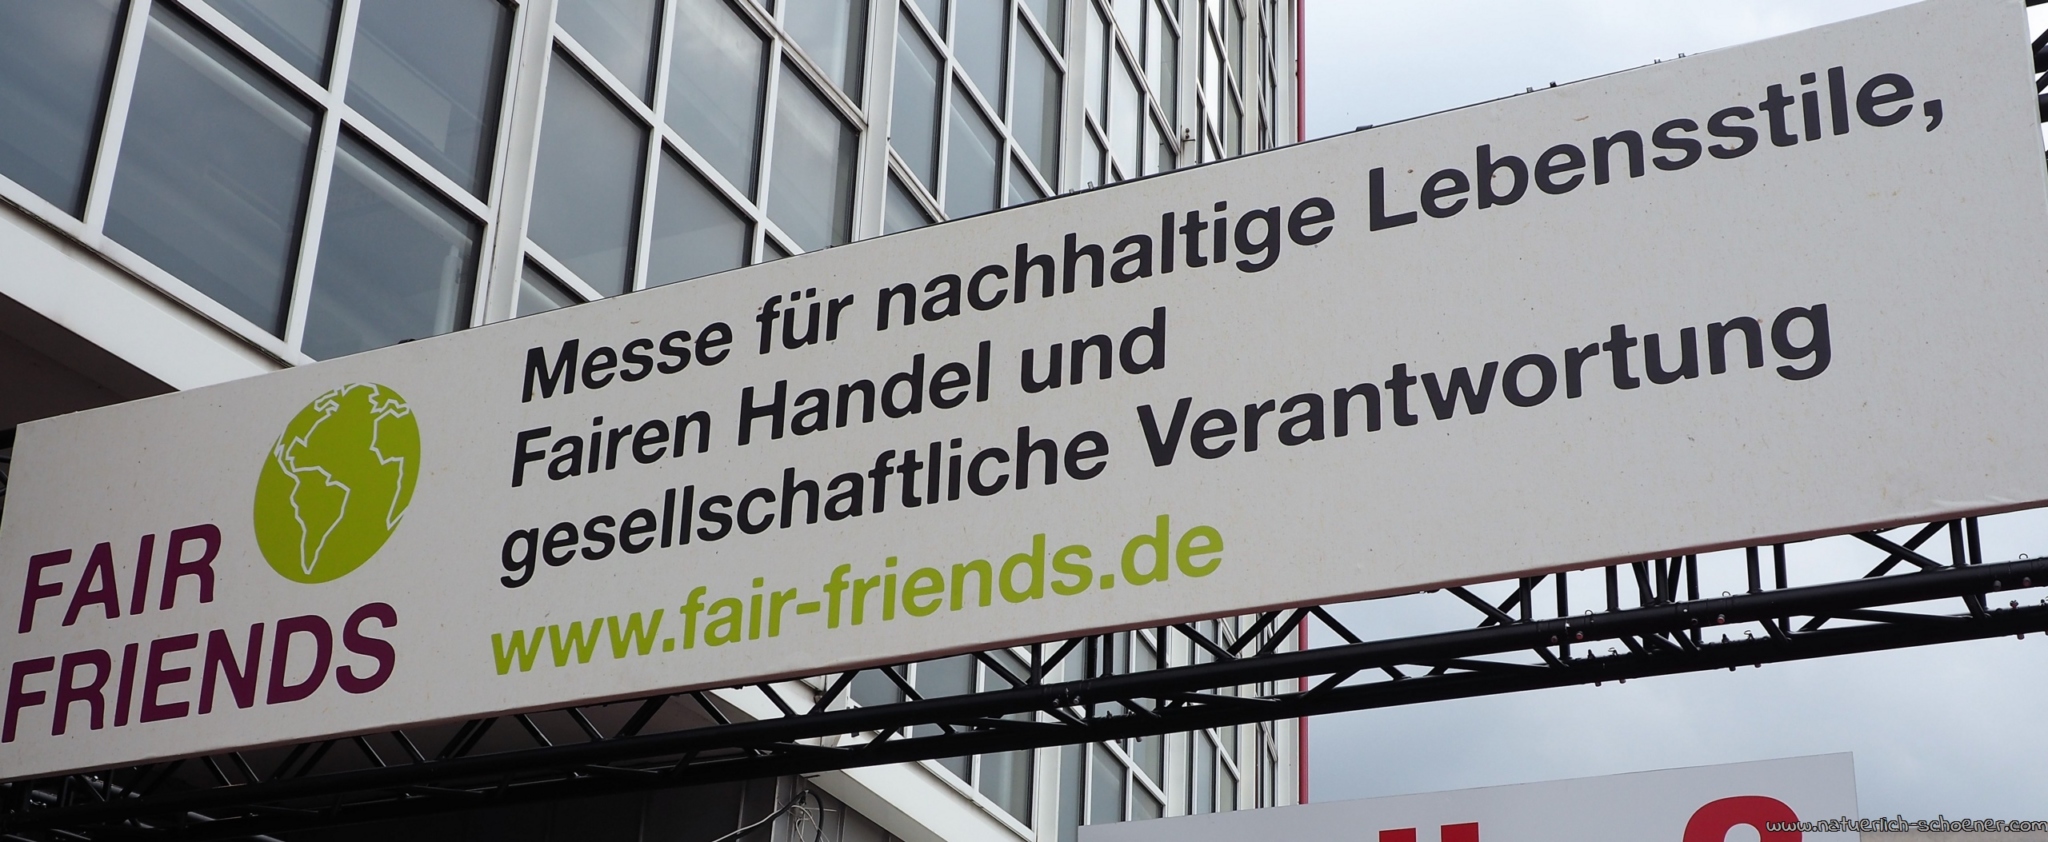 FAIR
FRIENDS
Messe für nachhaltige Lebensstile,
Fairen Handel und
gesellschaftliche Verantwortung
www.fair-friends.de
www.natuerlich-schoener.com